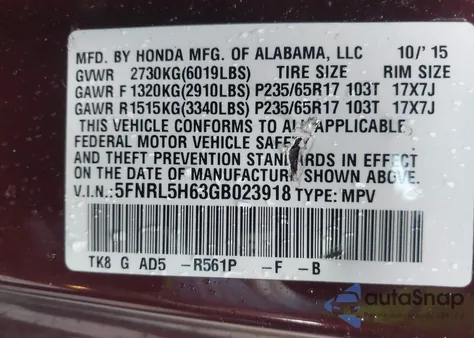 MFD. BY HONDA MFG. OF ALABAMA, LLC 10/'15
GVWR 2730KG(6019LBS) TIRE SIZE RIM SIZE
GAWR F 1320KG(2910LBS) P235/65R17 103T 17X7J
GAWR R 1515KG(3340LBS) P235/65R17 103T 17X7J
THIS VEHICLE CONFORMS TO ALL APPLICABLE
FEDERAL MOTOR VEHICLE SAFETY
AND THEFT PREVENTION STANDARDS IN EFFECT
ON THE DATE OF MANUFACTURE SHOWN ABOVE.
V.I.N.: 5FNRL5H63GB023918 TYPE: MPV
TK8 G AD5 -R561P -F -B
autoSnap